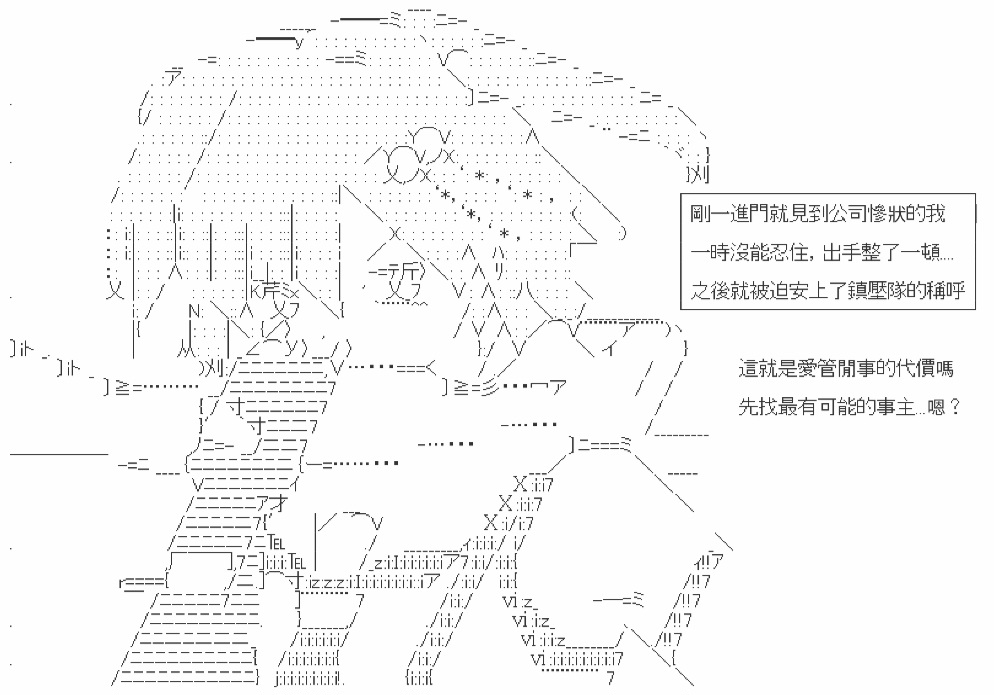 剛一進門就見到公司慘狀的我
一時沒能忍住，出手整了一頓....
之後就被迫安上了鎮壓隊的稱呼
這就是愛管閒事的代價嗎
先找最有可能的事主...嗯？